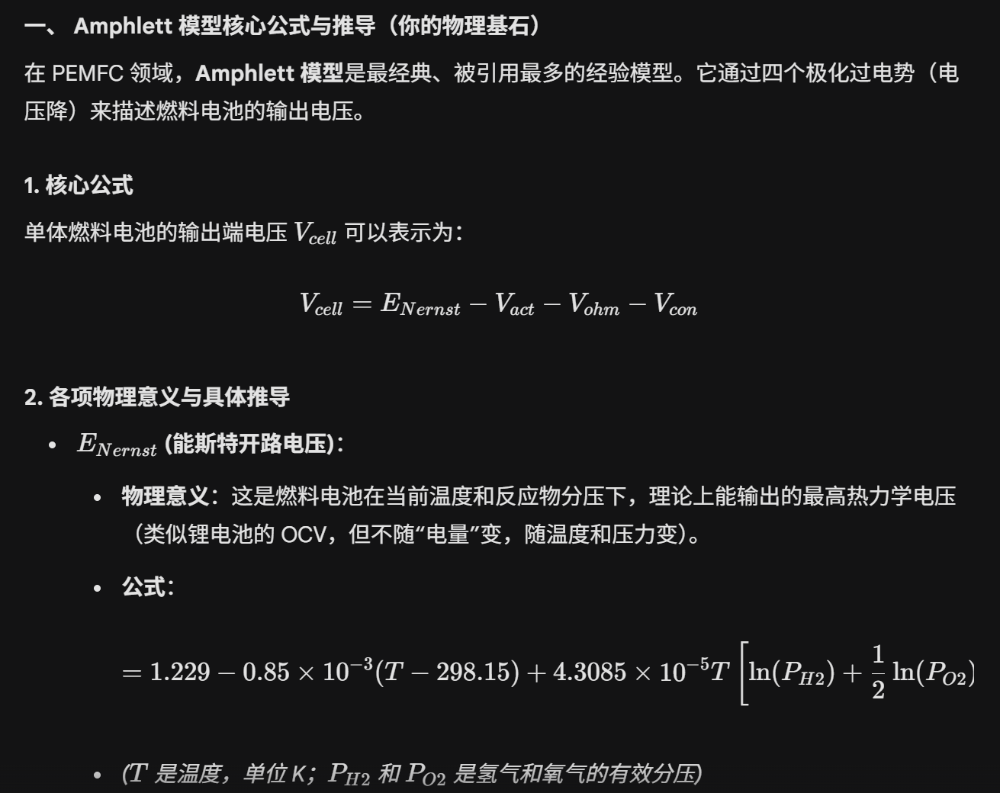 一、 Amphlett 模型核心公式与推导（你的物理基石）
在 PEMFC 领域，Amphlett 模型是最经典、被引用最多的经验模型。它通过四个极化过电势（电
压降）来描述燃料电池的输出电压。
1. 核心公式
单体燃料电池的输出端电压 V_{cell} 可以表示为：
V_{cell} = E_{Nernst} − V_{act} − V_{ohm} − V_{con}
2. 各项物理意义与具体推导
• E_{Nernst} (能斯特开路电压)：
• 物理意义：这是燃料电池在当前温度和反应物分压下，理论上能输出的最高热力学电压
（类似锂电池的 OCV，但不随“电量”变，随温度和压力变）。
• 公式：
= 1.229 − 0.85 × 10^{−3}(T − 298.15) + 4.3085 × 10^{−5}T [ln(P_{H2}) + \frac{1}{2} ln(P_{O2})
• (T 是温度，单位 K；P_{H2} 和 P_{O2} 是氢气和氧气的有效分压)